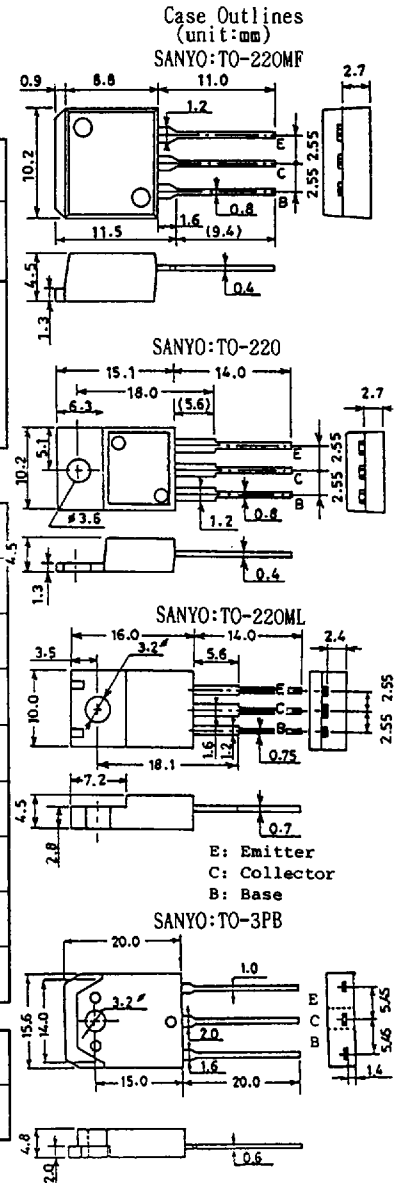 Case Outlines
(unit:mm)
SANYO:TO-220MF
0.9
8.8
11.0
2.7
1.2
10.2
E
C
B
2.55
2.55
0.8
1.6
11.5
(9.4)
4.5
1.3
0.4
SANYO:TO-220
15.1
14.0
18.0
2.7
6.3
(5.6)
10.2
5.1
E
C
B
2.55
2.55
ø3.6
1.2
0.8
4.5
1.3
0.4
SANYO:TO-220ML
16.0
14.0
3.5
3.2ø
5.6
2.4
10.0
E
C
B
2.55
2.55
1.6
1.2
0.75
18.1
7.2
4.5
2.8
0.7
E: Emitter
C: Collector
B: Base
SANYO:TO-3PB
20.0
1.0
15.6
14.0
3.2ø
E
C
B
5.45
5.45
2.0
1.6
15.0
20.0
1.4
4.8
2.0
0.6